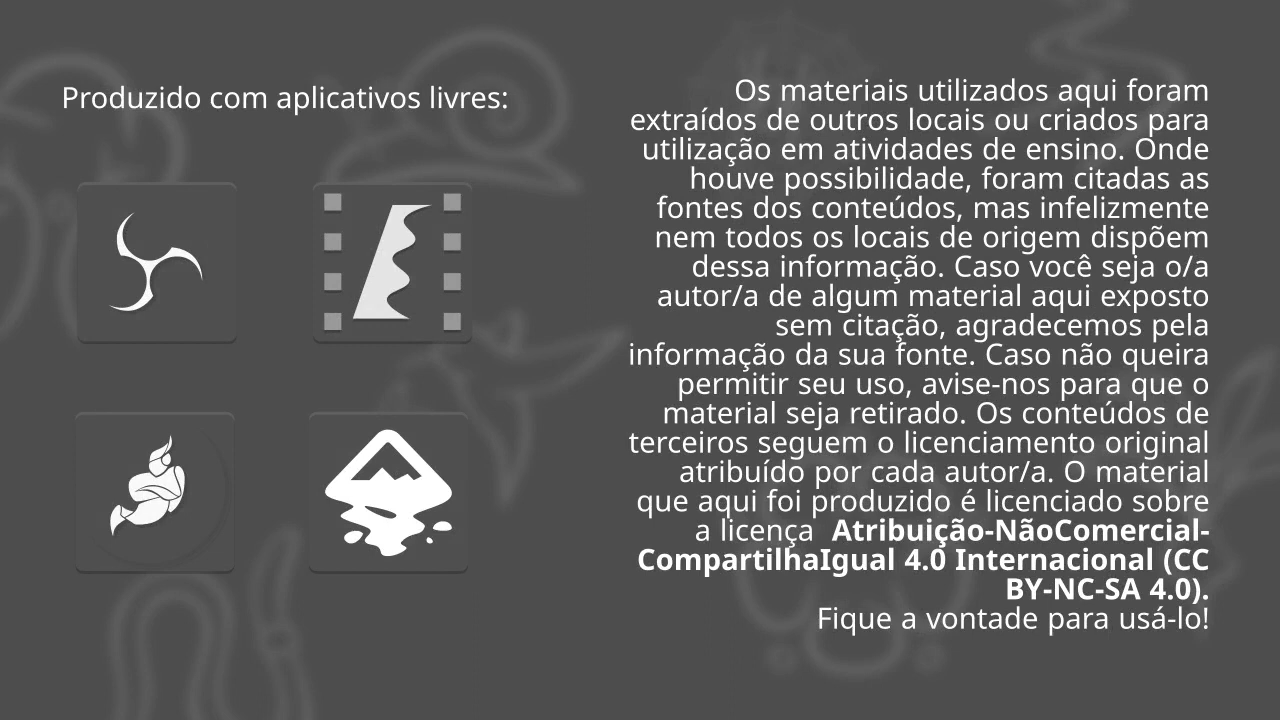 Produzido com aplicativos livres:
Os materiais utilizados aqui foram
extraídos de outros locais ou criados para
utilização em atividades de ensino. Onde
houve possibilidade, foram citadas as
fontes dos conteúdos, mas infelizmente
nem todos os locais de origem dispõem
dessa informação. Caso você seja o/a
autor/a de algum material aqui exposto
sem citação, agradecemos pela
informação da sua fonte. Caso não queira
permitir seu uso, avise-nos para que o
material seja retirado. Os conteúdos de
terceiros seguem o licenciamento original
atribuído por cada autor/a. O material
que aqui foi produzido é licenciado sobre
a licença  Atribuição-NãoComercial-
CompartilhaIgual 4.0 Internacional (CC
BY-NC-SA 4.0).
Fique a vontade para usá-lo!